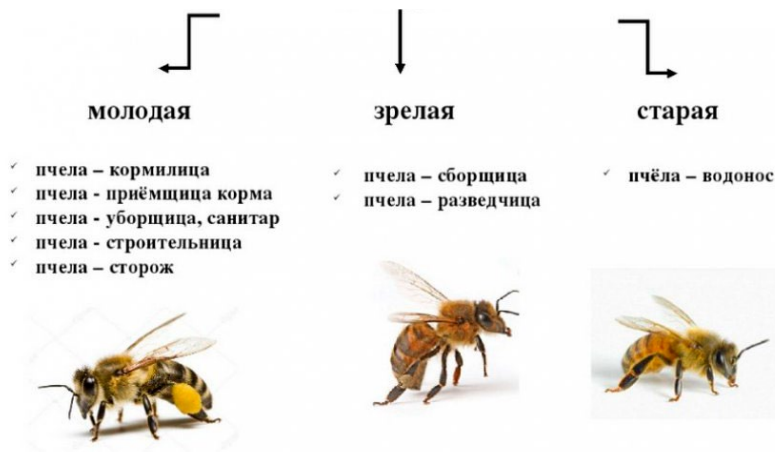 молодая
зрелая
старая
пчела – кормилица
пчела - приёмщица корма
пчела - уборщица, санитар
пчела - строительница
пчела – сторож
пчела – сборщица
пчела – разведчица
пчёла – водонос